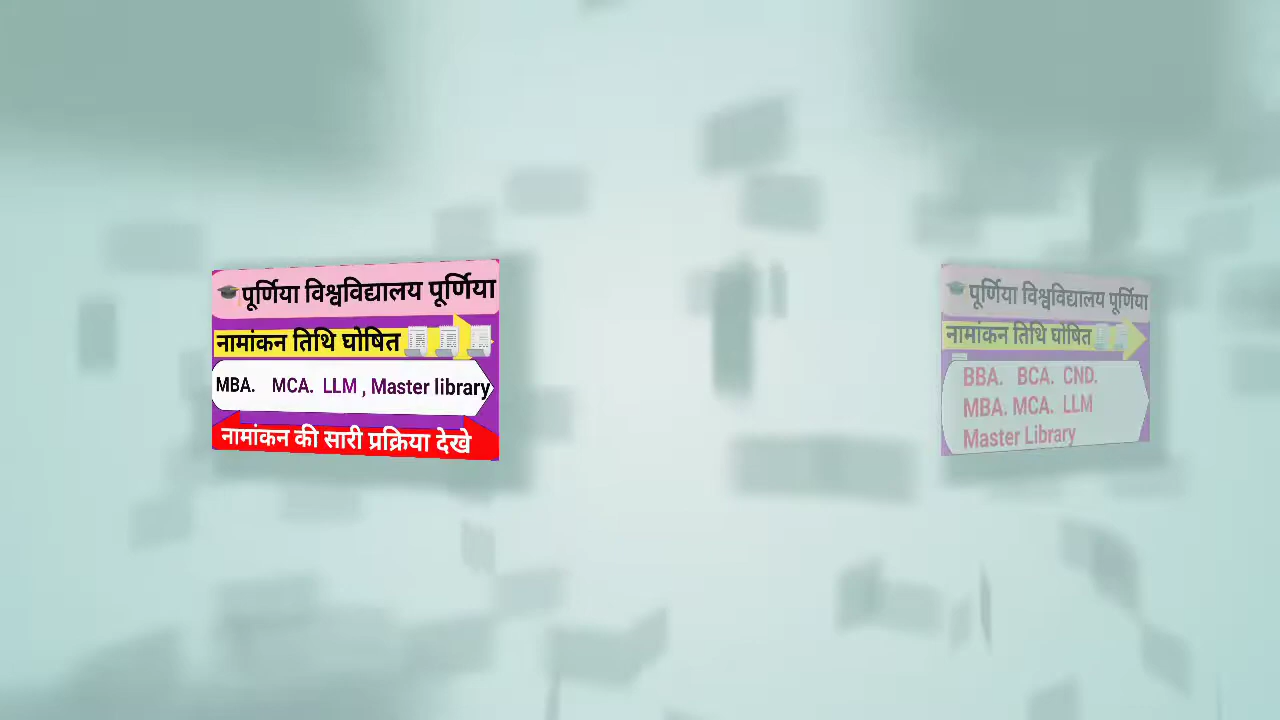 पूर्णिया विश्वविद्यालय पूर्णिया
नामांकन तिथि घोषित
MBA. MCA. LLM , Master library
नामांकन की सारी प्रक्रिया देखे
पूर्णिया विश्वविद्यालय पूर्णिया
नामांकन तिथि घोषित
BBA. BCA. CND.
MBA. MCA. LLM
Master Library